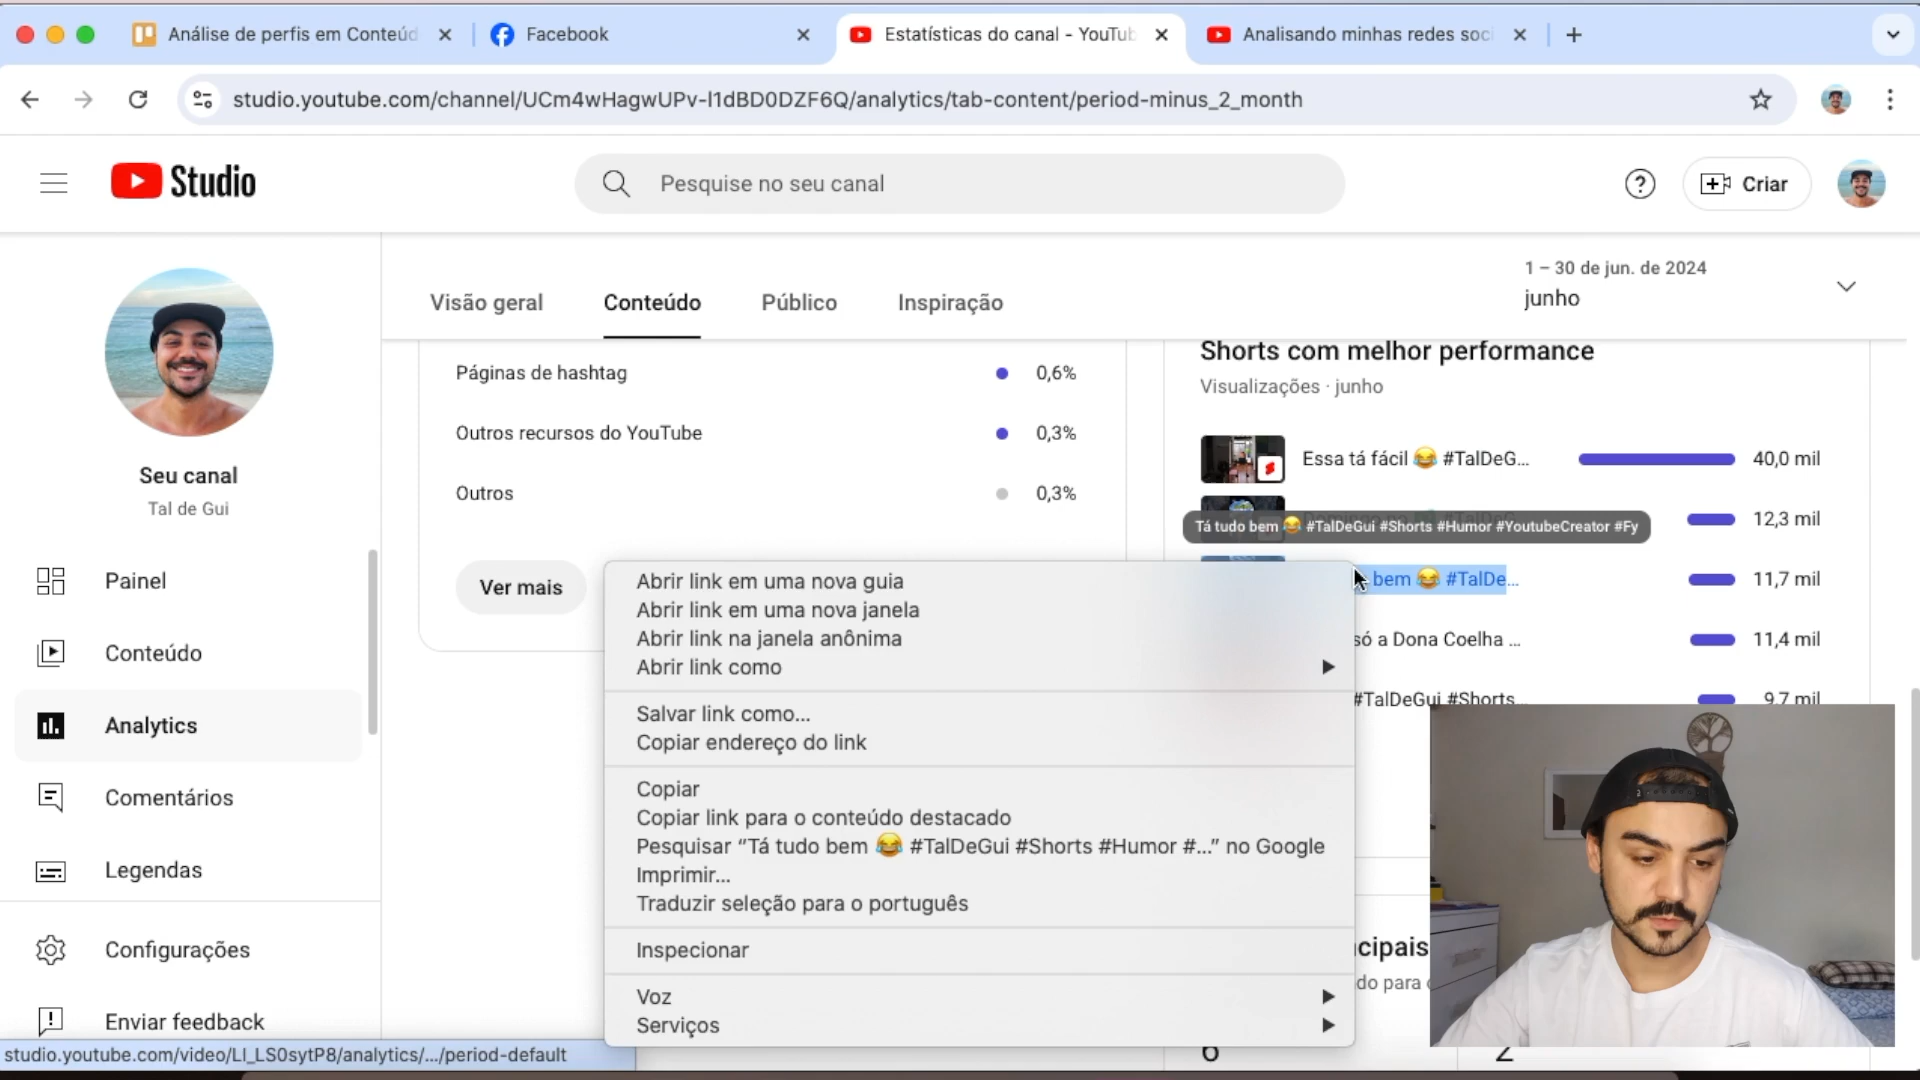 Análise de perfis em Conteúd
Facebook
Estatísticas do canal - YouTub
Analisando minhas redes soci
studio.youtube.com/channel/UCm4wHagwUPv-l1dBD0DZF6Q/analytics/tab-content/period-minus_2_month
Studio
Pesquise no seu canal
Criar
Seu canal
Tal de Gui
Painel
Conteúdo
Analytics
Comentários
Legendas
Configurações
Enviar feedback
Visão geral
Conteúdo
Público
Inspiração
1 – 30 de jun. de 2024
junho
Páginas de hashtag 0,6%
Outros recursos do YouTube 0,3%
Outros 0,3%
Ver mais
Shorts com melhor performance
Visualizações · junho
Essa tá fácil 😂 #TalDeG... 40,0 mil
12,3 mil
Tá tudo bem 😂 #TalDeGui #Shorts #Humor #YoutubeCreator #Fy
bem 😂 #TalDe... 11,7 mil
só a Dona Coelha ... 11,4 mil
#TalDeGui #Shorts... 9,7 mil
Abrir link em uma nova guia
Abrir link em uma nova janela
Abrir link na janela anônima
Abrir link como
Salvar link como...
Copiar endereço do link
Copiar
Copiar link para o conteúdo destacado
Pesquisar “Tá tudo bem 😂 #TalDeGui #Shorts #Humor #...” no Google
Imprimir...
Traduzir seleção para o português
Inspecionar
Voz
Serviços
cipais
do para
6
2
studio.youtube.com/video/LI_LS0sytP8/analytics/.../period-default